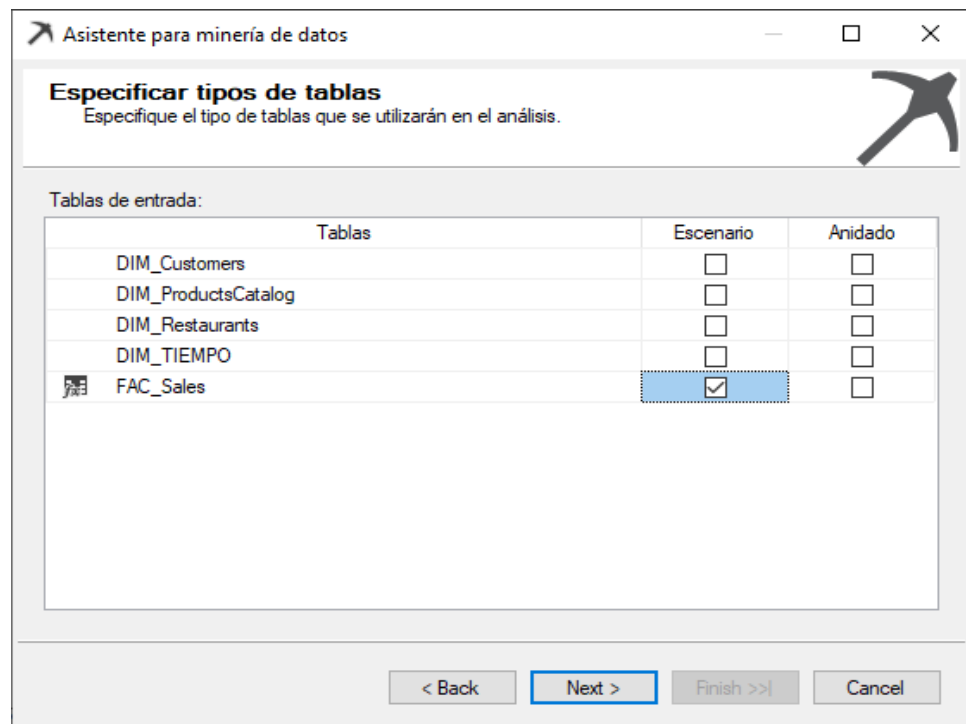 Asistente para minería de datos
Especificar tipos de tablas
Especifique el tipo de tablas que se utilizarán en el análisis.
Tablas de entrada:
Tablas Escenario Anidado
DIM_Customers
DIM_ProductsCatalog
DIM_Restaurants
DIM_TIEMPO
FAC_Sales
< Back Next > Finish >>| Cancel